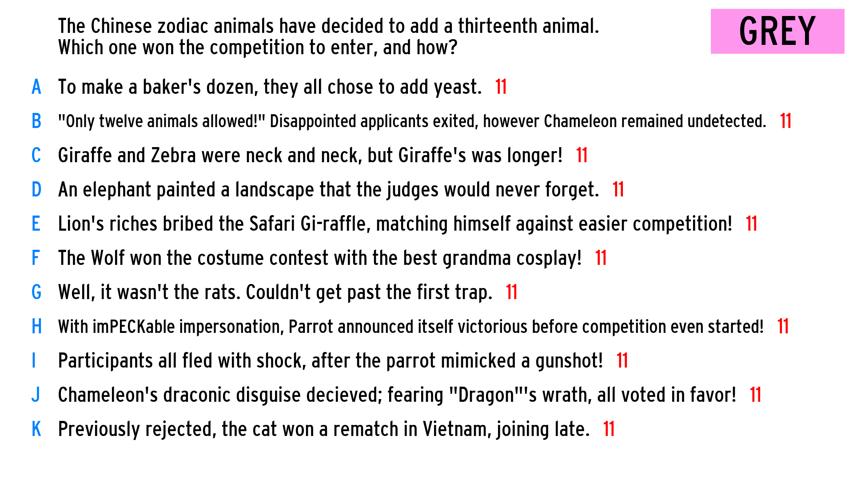 The Chinese zodiac animals have decided to add a thirteenth animal.
Which one won the competition to enter, and how?
GREY
A To make a baker's dozen, they all chose to add yeast. 11
B "Only twelve animals allowed!" Disappointed applicants exited, however Chameleon remained undetected. 11
C Giraffe and Zebra were neck and neck, but Giraffe's was longer! 11
D An elephant painted a landscape that the judges would never forget. 11
E Lion's riches bribed the Safari Gi-raffle, matching himself against easier competition! 11
F The Wolf won the costume contest with the best grandma cosplay! 11
G Well, it wasn't the rats. Couldn't get past the first trap. 11
H With imPECKable impersonation, Parrot announced itself victorious before competition even started! 11
I Participants all fled with shock, after the parrot mimicked a gunshot! 11
J Chameleon's draconic disguise decieved; fearing "Dragon"'s wrath, all voted in favor! 11
K Previously rejected, the cat won a rematch in Vietnam, joining late. 11